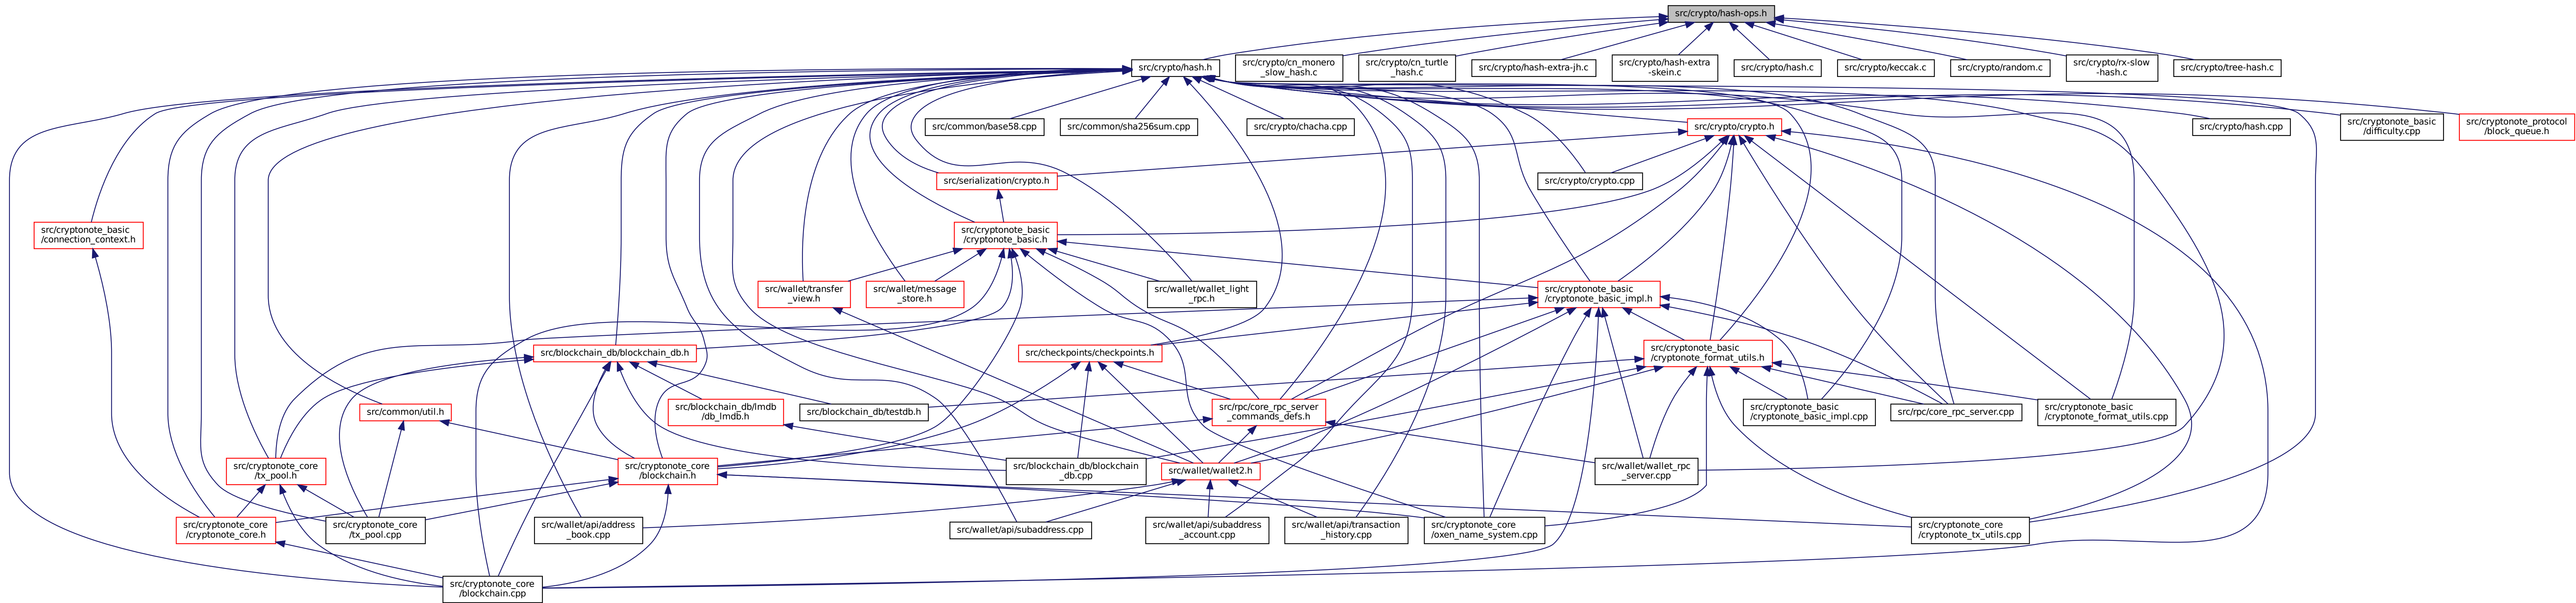 src/crypto/hash-ops.h
src/crypto/hash.h
src/crypto/cn_monero
_slow_hash.c
src/crypto/cn_turtle
_hash.c
src/crypto/hash-extra-jh.c
src/crypto/hash-extra
-skein.c
src/crypto/hash.c
src/crypto/keccak.c
src/crypto/random.c
src/crypto/rx-slow
-hash.c
src/crypto/tree-hash.c
src/common/base58.cpp
src/common/sha256sum.cpp
src/crypto/chacha.cpp
src/crypto/crypto.h
src/crypto/hash.cpp
src/cryptonote_basic
/difficulty.cpp
src/cryptonote_protocol
/block_queue.h
src/serialization/crypto.h
src/crypto/crypto.cpp
src/cryptonote_basic
/connection_context.h
src/cryptonote_basic
/cryptonote_basic.h
src/wallet/transfer
_view.h
src/wallet/message
_store.h
src/wallet/wallet_light
_rpc.h
src/cryptonote_basic
/cryptonote_basic_impl.h
src/blockchain_db/blockchain_db.h
src/checkpoints/checkpoints.h
src/cryptonote_basic
/cryptonote_format_utils.h
src/common/util.h
src/blockchain_db/lmdb
/db_lmdb.h
src/blockchain_db/testdb.h
src/rpc/core_rpc_server
_commands_defs.h
src/cryptonote_basic
/cryptonote_basic_impl.cpp
src/rpc/core_rpc_server.cpp
src/cryptonote_basic
/cryptonote_format_utils.cpp
src/cryptonote_core
/tx_pool.h
src/cryptonote_core
/blockchain.h
src/blockchain_db/blockchain
_db.cpp
src/wallet/wallet2.h
src/wallet/wallet_rpc
_server.cpp
src/cryptonote_core
/cryptonote_core.h
src/cryptonote_core
/tx_pool.cpp
src/wallet/api/address
_book.cpp
src/wallet/api/subaddress.cpp
src/wallet/api/subaddress
_account.cpp
src/wallet/api/transaction
_history.cpp
src/cryptonote_core
/oxen_name_system.cpp
src/cryptonote_core
/cryptonote_tx_utils.cpp
src/cryptonote_core
/blockchain.cpp